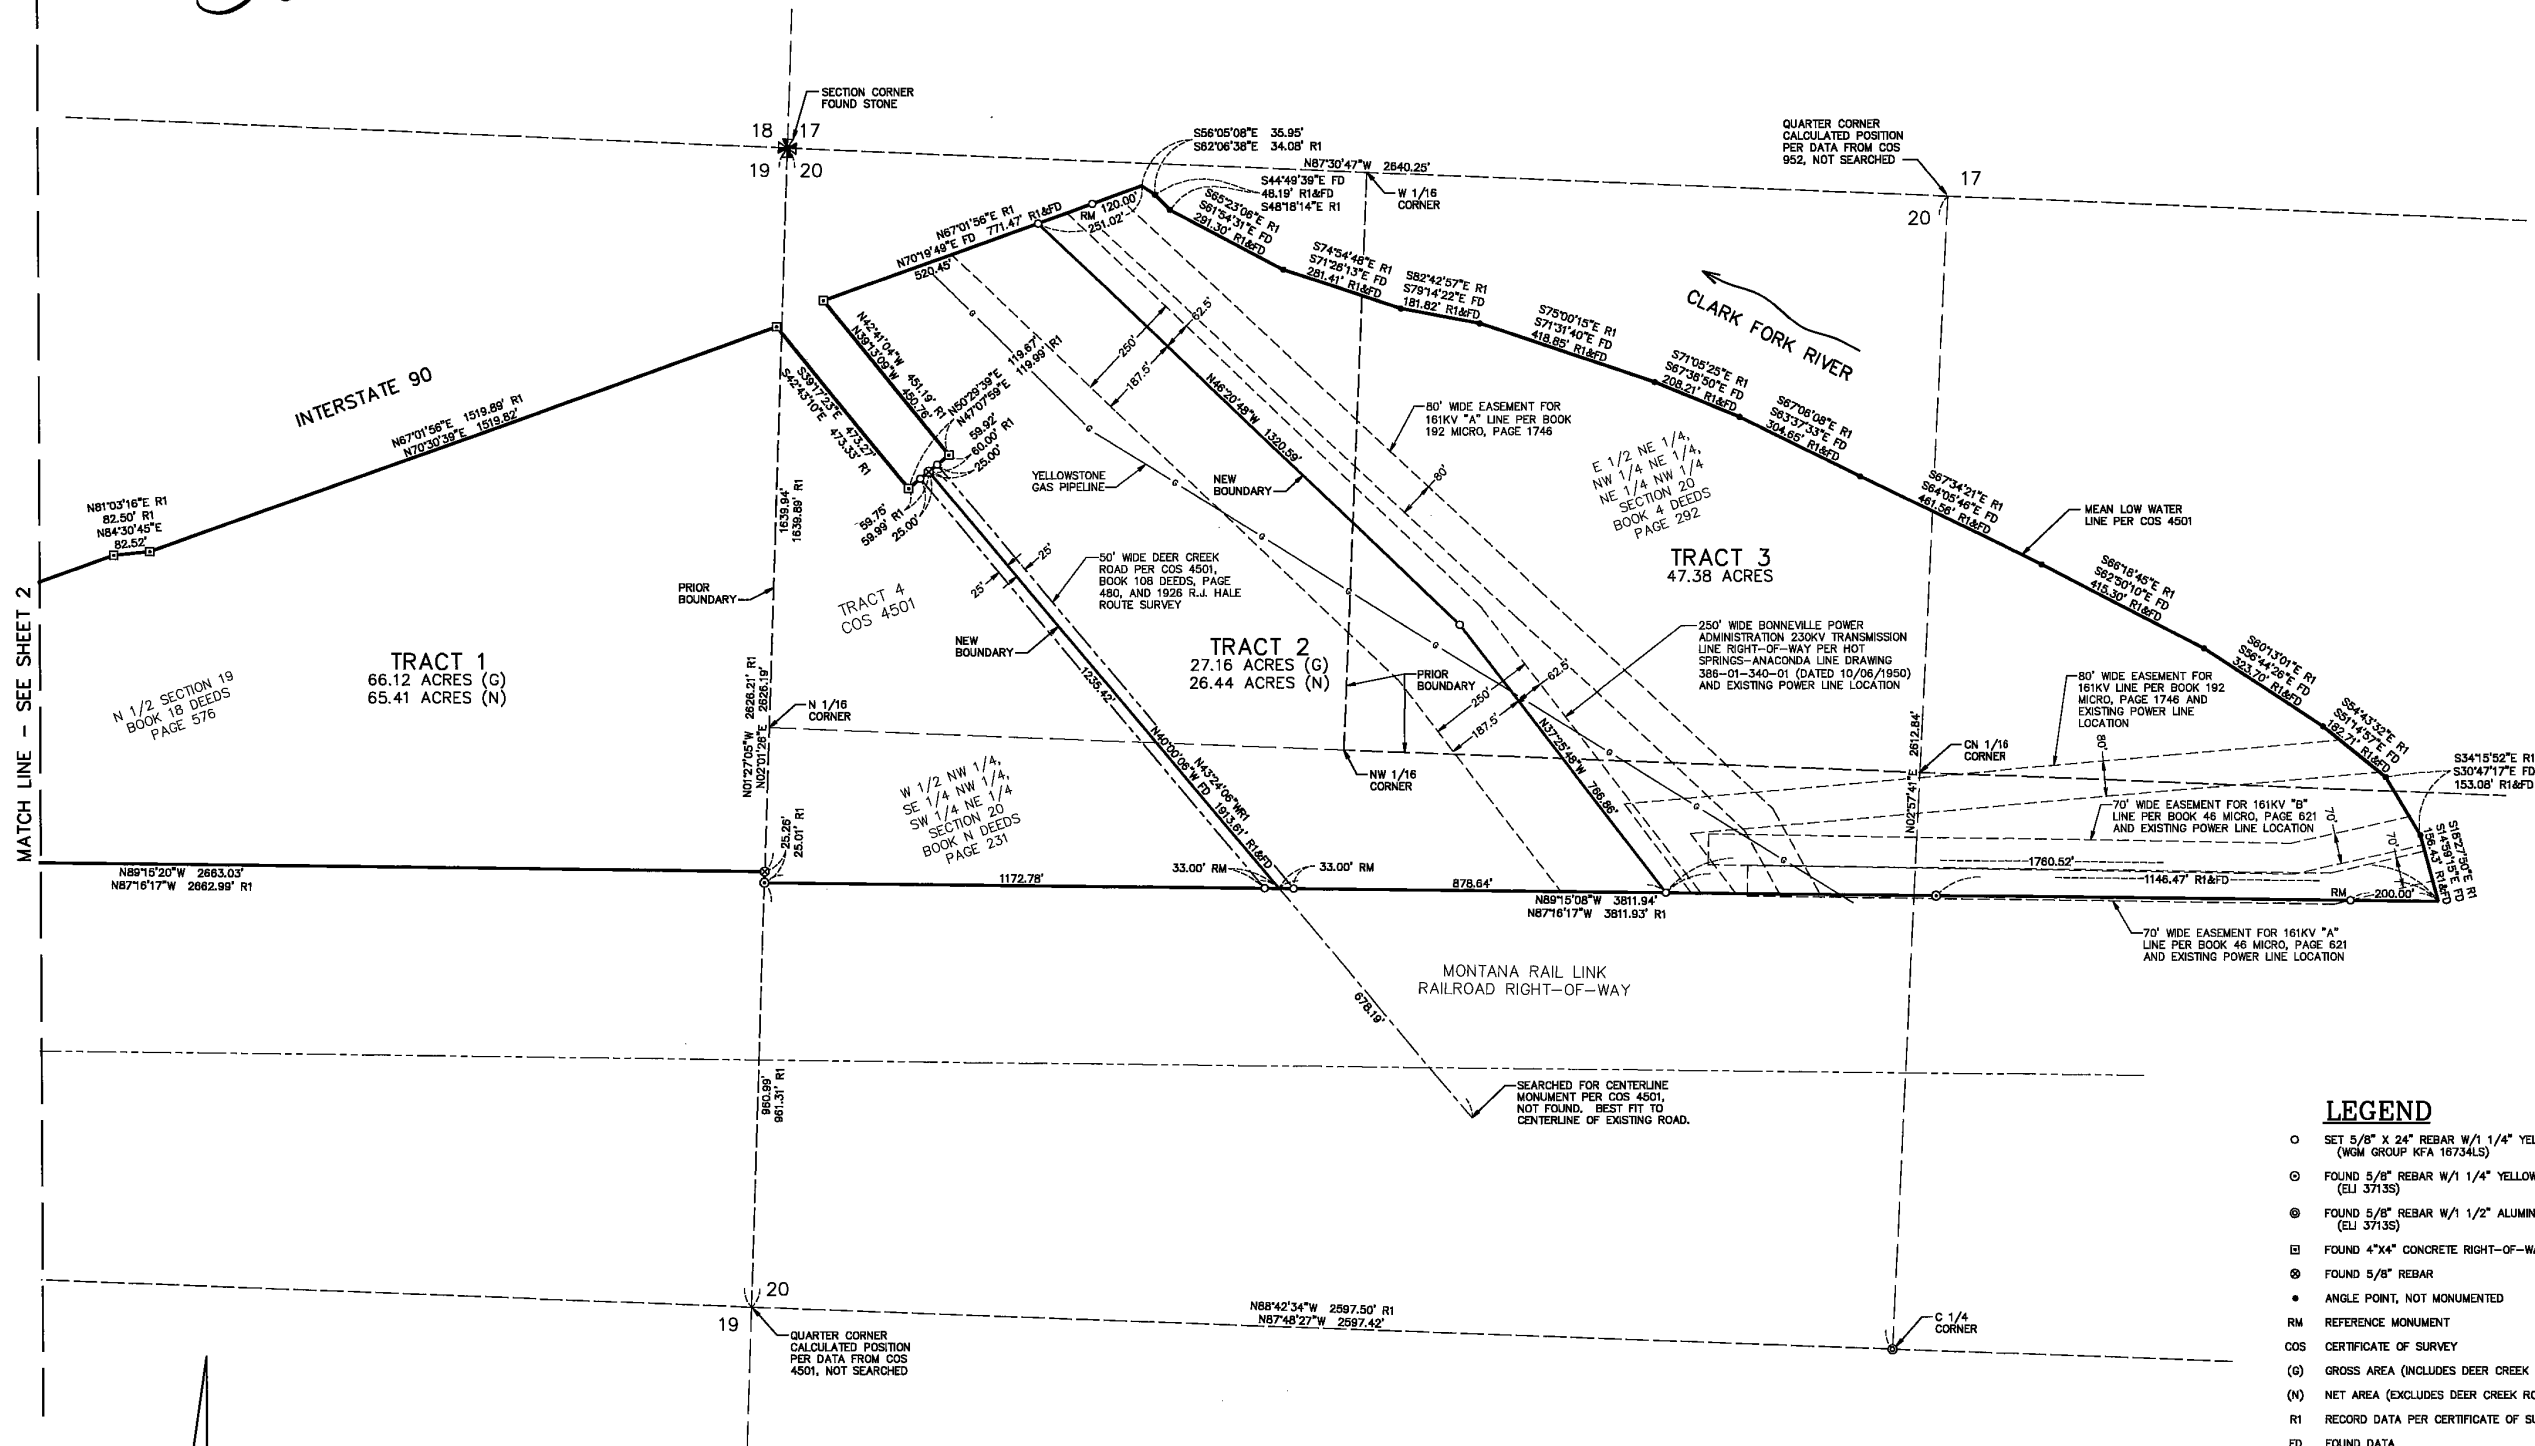 SECTION CORNER
FOUND STONE
18
17
19
20
S56°05'08"E 35.95'
S62°06'38"E 34.08' R1
N87°30'47"W 2640.25'
QUARTER CORNER
CALCULATED POSITION
PER DATA FROM COS
952, NOT SEARCHED
17
20
W 1/16
CORNER
S44°49'39"E FD
48.19' R1&FD
S48°18'14"E R1
S65°23'06"E R1
S61°54'31"E FD
291.30' R1&FD
N67°01'56"E R1
N70°19'49"E FD 771.47' R1&FD
520.45'
RM 120.00'
251.02'
S74°54'48"E R1
S71°26'13"E FD
281.41' R1&FD
S82°42'57"E R1
S79°14'22"E FD
181.82' R1&FD
S75°00'15"E R1
S71°31'40"E FD
418.85' R1&FD
CLARK FORK RIVER
S71°05'25"E R1
S67°36'50"E FD
208.21' R1&FD
S67°06'08"E R1
S63°37'33"E FD
304.65' R1&FD
S67°34'21"E R1
S64°05'46"E FD
461.56' R1&FD
MEAN LOW WATER
LINE PER COS 4501
S66°18'45"E R1
S62°50'10"E FD
415.30' R1&FD
S60°13'01"E R1
S56°44'26"E FD
323.70' R1&FD
S54°43'32"E R1
S51°14'57"E FD
182.71' R1&FD
S34°15'52"E R1
S30°47'17"E FD
153.08' R1&FD
S18°27'50"E R1
S14°59'15"E FD
156.43' R1&FD
INTERSTATE 90
N67°01'56"E 1519.89' R1
N70°30'39"E 1519.82'
N81°03'16"E R1
82.50' R1
N84°30'45"E
82.52'
N42°41'04"W 451.19' R1
N39°13'09"W 450.76'
S39°17'23"E 473.27'
S42°43'10"E 473.33' R1
N50°29'39"E 119.67'
N47°07'59"E 119.99' R1
59.92'
60.00' R1
25.00'
59.75'
59.99' R1
25.00'
250'
187.5'
62.5'
N46°20'48"W 1320.59'
80' WIDE EASEMENT FOR
161KV "A" LINE PER BOOK
192 MICRO, PAGE 1746
80'
E 1/2 NE 1/4,
NW 1/4 NE 1/4,
NE 1/4 NW 1/4
SECTION 20
BOOK 4 DEEDS
PAGE 292
TRACT 3
47.38 ACRES
YELLOWSTONE
GAS PIPELINE
G
NEW
BOUNDARY
1639.94'
1639.89' R1
PRIOR
BOUNDARY
TRACT 4
COS 4501
25'
25'
50' WIDE DEER CREEK
ROAD PER COS 4501,
BOOK 108 DEEDS, PAGE
480, AND 1926 R.J. HALE
ROUTE SURVEY
NEW
BOUNDARY
1235.42'
TRACT 1
66.12 ACRES (G)
65.41 ACRES (N)
N 1/2 SECTION 19
BOOK 18 DEEDS
PAGE 576
MATCH LINE - SEE SHEET 2
TRACT 2
27.16 ACRES (G)
26.44 ACRES (N)
PRIOR
BOUNDARY
250' WIDE BONNEVILLE POWER
ADMINISTRATION 230KV TRANSMISSION
LINE RIGHT-OF-WAY PER HOT
SPRINGS-ANACONDA LINE DRAWING
386-01-340-01 (DATED 10/06/1950)
AND EXISTING POWER LINE LOCATION
250'
187.5'
62.5'
N37°25'48"W 766.86'
N01°27'05"W 2626.21' R1
N02°01'26"E 2626.19'
N 1/16
CORNER
NW 1/16
CORNER
CN 1/16
CORNER
N02°57'41"E 2612.84'
80' WIDE EASEMENT FOR
161KV LINE PER BOOK 192
MICRO, PAGE 1746 AND
EXISTING POWER LINE
LOCATION
80'
70' WIDE EASEMENT FOR 161KV "B"
LINE PER BOOK 46 MICRO, PAGE 621
AND EXISTING POWER LINE LOCATION
70'
70'
W 1/2 NW 1/4,
SE 1/4 NW 1/4,
SW 1/4 NE 1/4
SECTION 20
BOOK N DEEDS
PAGE 231
N43°24'06"WR1
N40°00'06"W FD 1913.61' R1&FD
25.26'
25.01' R1
N89°15'20"W 2663.03'
N87°16'17"W 2662.99' R1
1172.78'
33.00' RM
33.00' RM
878.64'
N89°15'08"W 3811.94'
N87°16'17"W 3811.93' R1
1760.52'
1146.47' R1&FD
RM
200.00'
70' WIDE EASEMENT FOR 161KV "A"
LINE PER BOOK 46 MICRO, PAGE 621
AND EXISTING POWER LINE LOCATION
MONTANA RAIL LINK
RAILROAD RIGHT-OF-WAY
678.19'
960.99'
961.31' R1
SEARCHED FOR CENTERLINE
MONUMENT PER COS 4501,
NOT FOUND. BEST FIT TO
CENTERLINE OF EXISTING ROAD.
20
19
QUARTER CORNER
CALCULATED POSITION
PER DATA FROM COS
4501, NOT SEARCHED
N88°42'34"W 2597.50' R1
N87°48'27"W 2597.42'
C 1/4
CORNER
LEGEND
SET 5/8" X 24" REBAR W/1 1/4"
(WGM GROUP KFA 16734LS)
FOUND 5/8" REBAR W/1 1/4" YELLOW
(ELI 3713S)
FOUND 5/8" REBAR W/1 1/2"
(ELI 3713S)
FOUND 4"X4" CONCRETE
FOUND 5/8" REBAR
ANGLE POINT, NOT MONUMENTED
RM REFERENCE MONUMENT
COS CERTIFICATE OF SURVEY
(G) GROSS AREA (INCLUDES DEER CREEK
(N) NET AREA (EXCLUDES DEER CREEK
R1 RECORD DATA PER CERTIFICATE OF
FD FOUND DATA